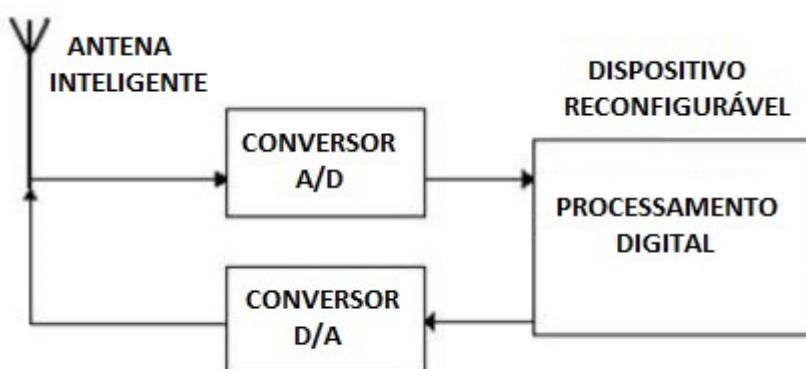 ANTENA
INTELIGENTE
CONVERSOR
A/D
DISPOSITIVO
RECONFIGURÁVEL
PROCESSAMENTO
DIGITAL
CONVERSOR
D/A